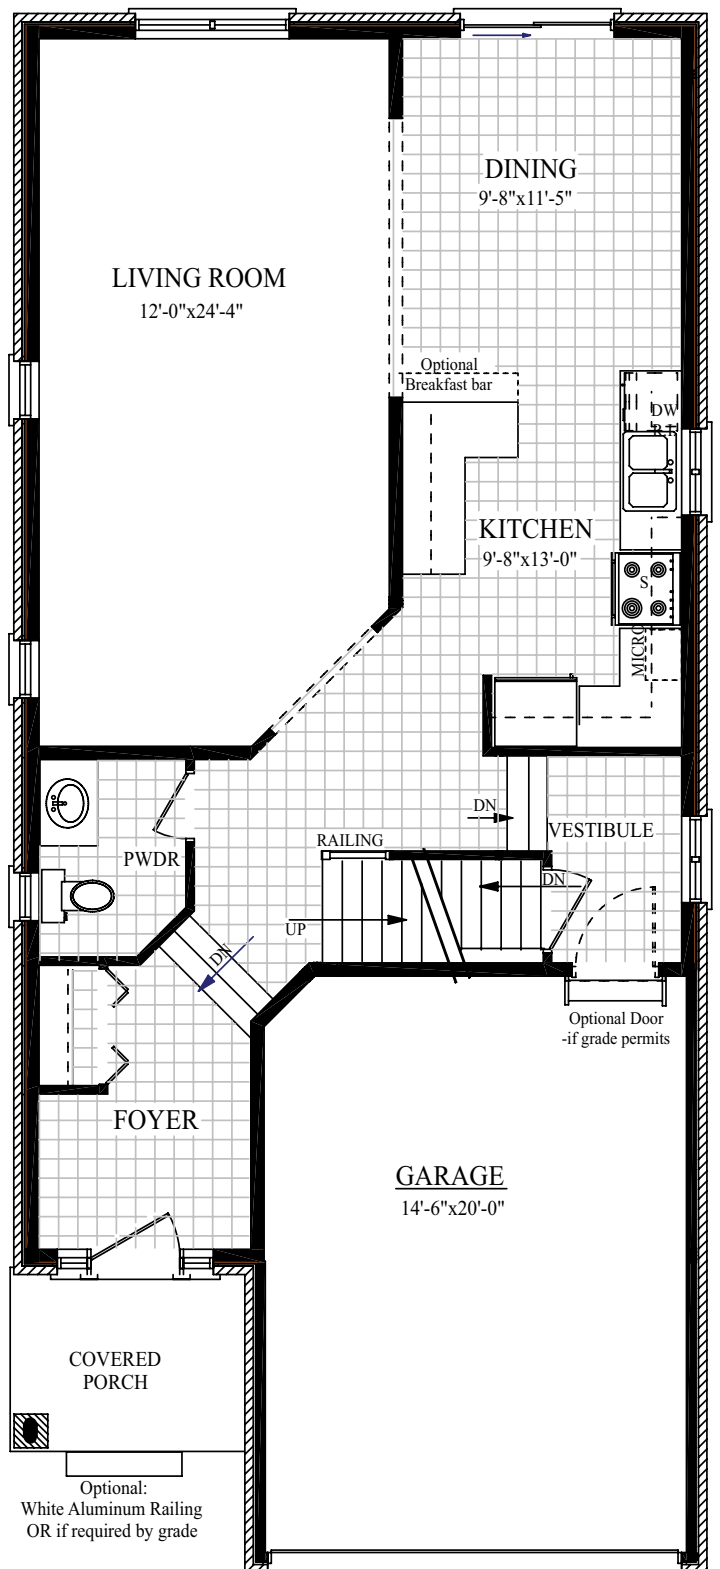 DINING
9'-8"x11'-5"
LIVING ROOM
12'-0"x24'-4"
Optional
Breakfast bar
DW
KITCHEN
9'-8"x13'-0"
S
MICRO
DN
VESTIBULE
RAILING
PWDR
DN
UP
DN
Optional Door
-if grade permits
FOYER
GARAGE
14'-6"x20'-0"
COVERED
PORCH
Optional:
White Aluminum Railing
OR if required by grade